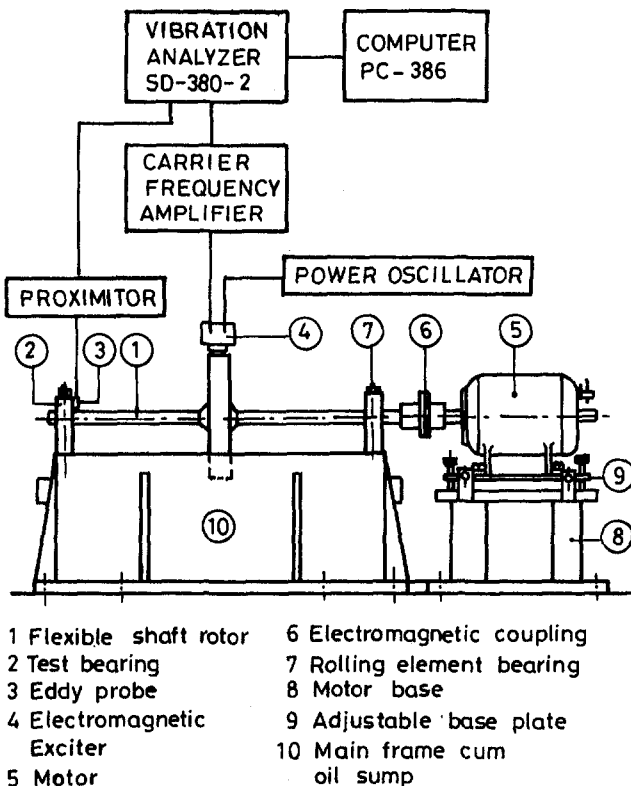 VIBRATION
ANALYZER
SD-380-2
COMPUTER
PC-386
CARRIER
FREQUENCY
AMPLIFIER
POWER OSCILLATOR
PROXIMITOR
2
3
1
4
7
6
5
9
10
8
1 Flexible shaft rotor
2 Test bearing
3 Eddy probe
4 Electromagnetic
Exciter
5 Motor
6 Electromagnetic coupling
7 Rolling element bearing
8 Motor base
9 Adjustable base plate
10 Main frame cum
oil sump